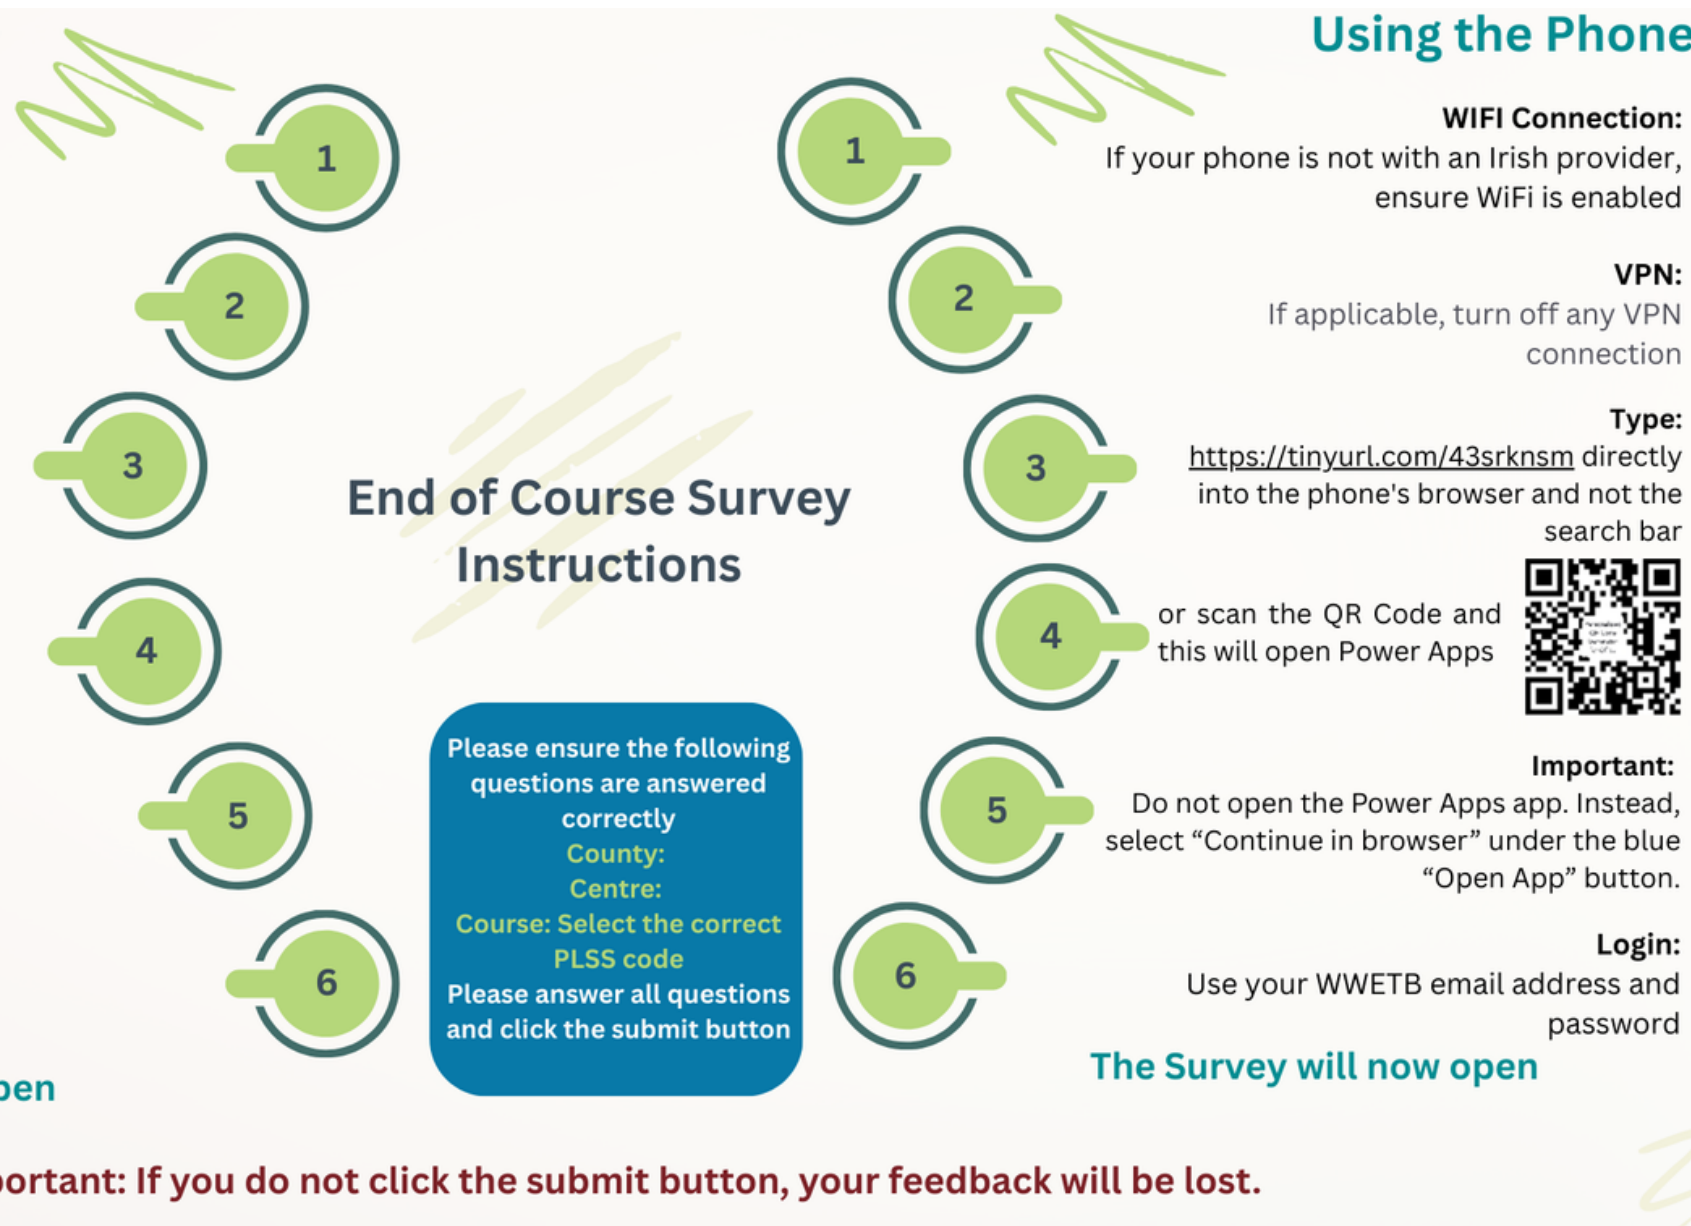 1
2
3
4
5
6
pen
End of Course Survey
Instructions
Please ensure the following
questions are answered
correctly
County:
Centre:
Course: Select the correct
PLSS code
Please answer all questions
and click the submit button
Using the Phone
1
WIFI Connection:
If your phone is not with an Irish provider,
ensure WiFi is enabled
2
VPN:
If applicable, turn off any VPN
connection
3
Type:
https://tinyurl.com/43srknsm directly
into the phone's browser and not the
search bar
4
or scan the QR Code and
this will open Power Apps
5
Important:
Do not open the Power Apps app. Instead,
select “Continue in browser” under the blue
“Open App” button.
6
Login:
Use your WWETB email address and
password
The Survey will now open
portant: If you do not click the submit button, your feedback will be lost.